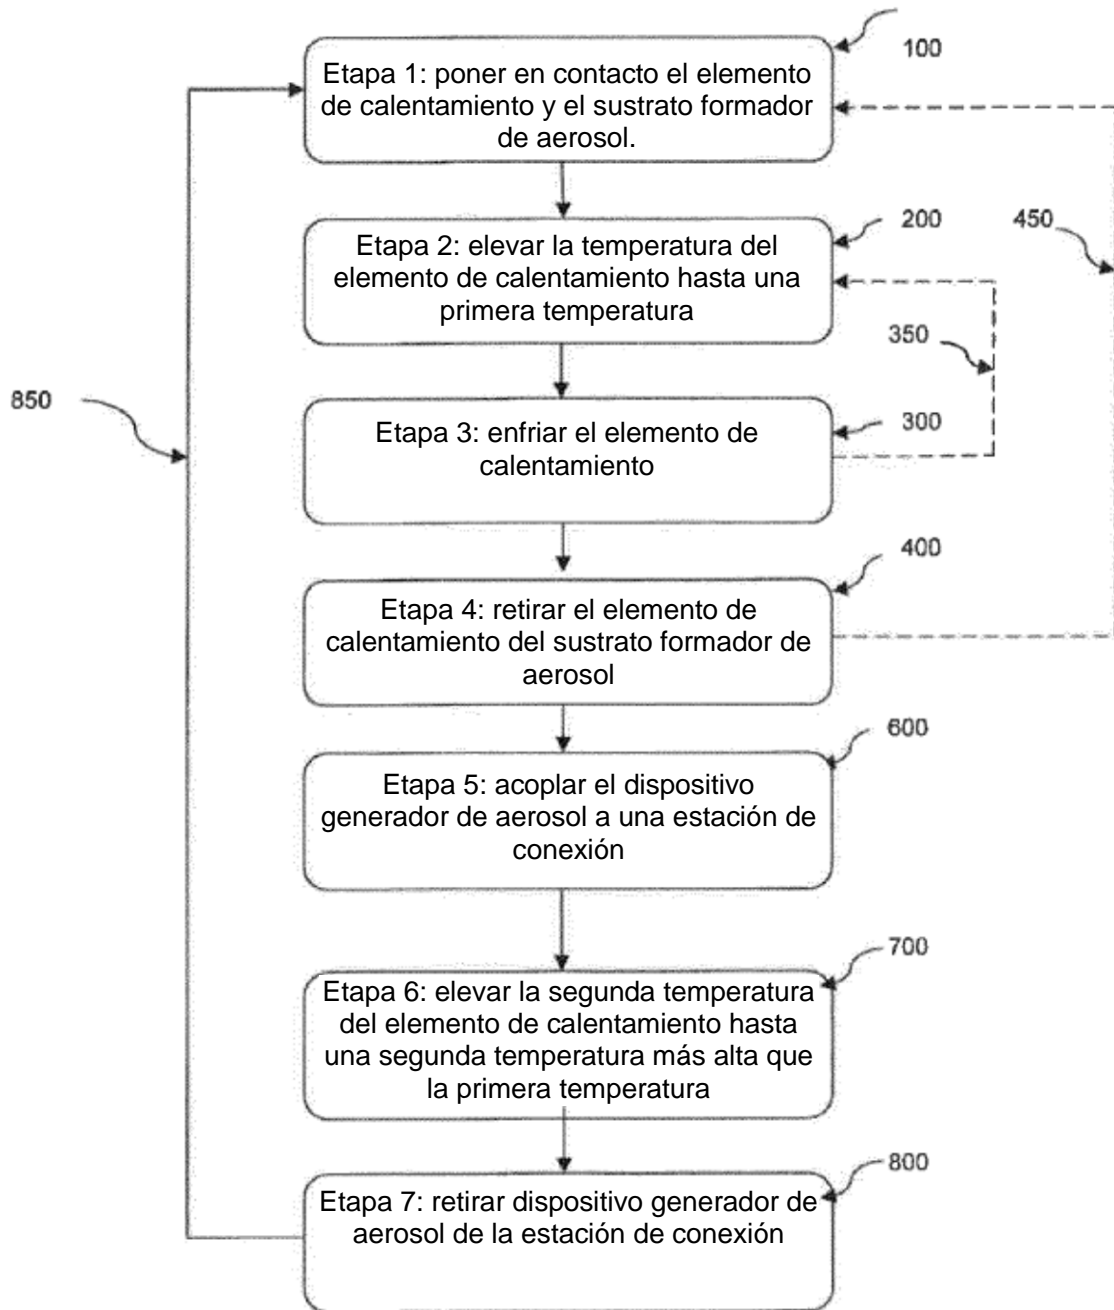 100
Etapa 1: poner en contacto el elemento
de calentamiento y el sustrato formador
de aerosol.
200
450
Etapa 2: elevar la temperatura del
elemento de calentamiento hasta una
primera temperatura
350
850
300
Etapa 3: enfriar el elemento de
calentamiento
400
Etapa 4: retirar el elemento de
calentamiento del sustrato formador de
aerosol
600
Etapa 5: acoplar el dispositivo
generador de aerosol a una estación de
conexión
700
Etapa 6: elevar la segunda temperatura
del elemento de calentamiento hasta
una segunda temperatura más alta que
la primera temperatura
800
Etapa 7: retirar dispositivo generador de
aerosol de la estación de conexión